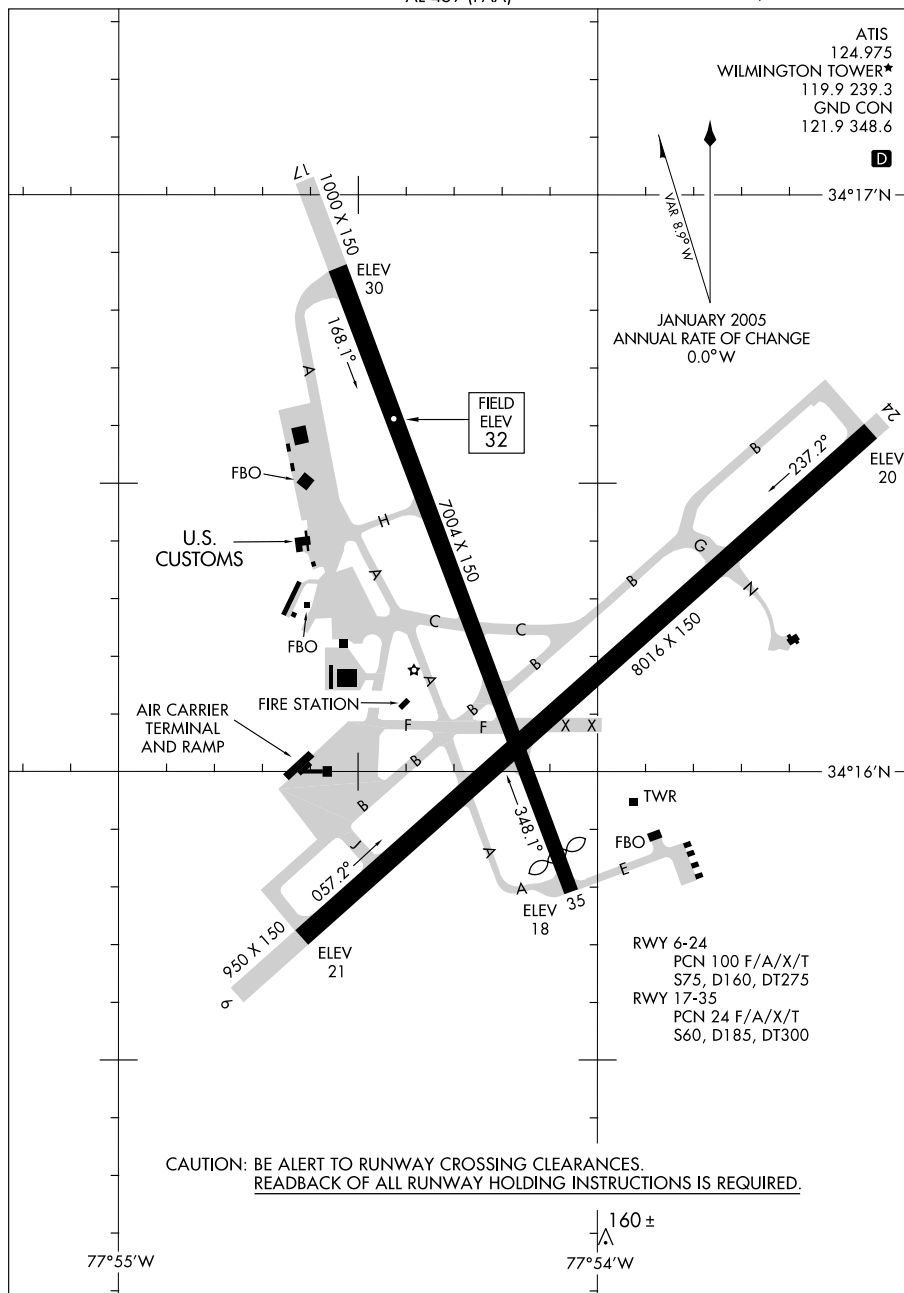 AL-459 (FAA)
ATIS
124.975
WILMINGTON TOWER★
119.9 239.3
GND CON
121.9 348.6
D
34°17'N
VAR 8.9° W
JANUARY 2005
ANNUAL RATE OF CHANGE
0.0° W
17
1000 X 150
ELEV
30
168.1°
A
FIELD
ELEV
32
24
237.2°
ELEV
20
B
FBO
H
7004 X 150
U.S.
CUSTOMS
A
G
N
B
FBO
C
C
B
8016 X 150
A
FIRE STATION
B
F
F
X
X
AIR CARRIER
TERMINAL
AND RAMP
B
34°16'N
B
TWR
J
348.1°
FBO
A
057.2°
E
A
35
ELEV
18
950 X 150
ELEV
21
6
RWY 6-24
PCN 100 F/A/X/T
S75, D160, DT275
RWY 17-35
PCN 24 F/A/X/T
S60, D185, DT300
CAUTION: BE ALERT TO RUNWAY CROSSING CLEARANCES.
READBACK OF ALL RUNWAY HOLDING INSTRUCTIONS IS REQUIRED.
160 ±
77°55'W
77°54'W